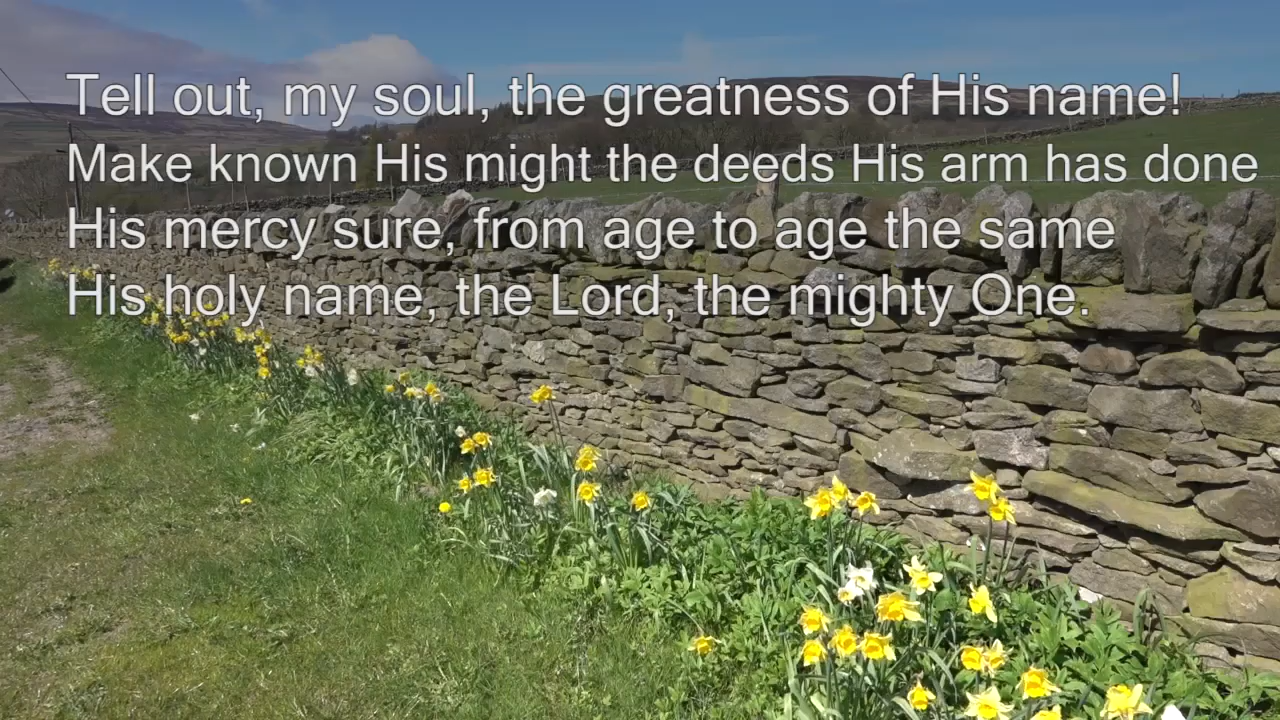 Tell out, my soul, the greatness of His name!
Make known His might the deeds His arm has done
His mercy sure, from age to age the same
His holy name, the Lord, the mighty One.